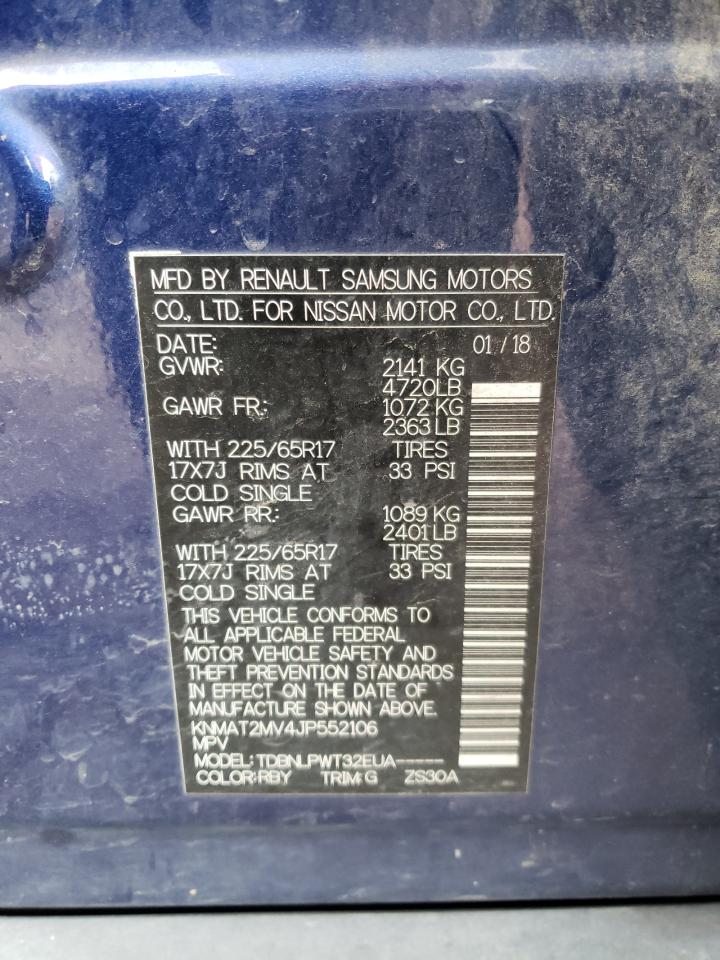 MFD BY RENAULT SAMSUNG MOTORS
CO., LTD. FOR NISSAN MOTOR CO., LTD.
DATE: 01 / 18
GVWR: 2141 KG
4720LB
GAWR FR.: 1072 KG
2363 LB
WITH 225/65R17 TIRES
17X7J RIMS AT 33 PSI
COLD SINGLE
GAWR RR.: 1089 KG
2401 LB
WITH 225/65R17 TIRES
17X7J RIMS AT 33 PSI
COLD SINGLE
THIS VEHICLE CONFORMS TO
ALL APPLICABLE FEDERAL
MOTOR VEHICLE SAFETY AND
THEFT PREVENTION STANDARDS
IN EFFECT ON THE DATE OF
MANUFACTURE SHOWN ABOVE.
KNMAT2MV4JP552106
MPV
MODEL: TDBNLPWT32EUA-----
COLOR:RBY TRIM:G ZS30A